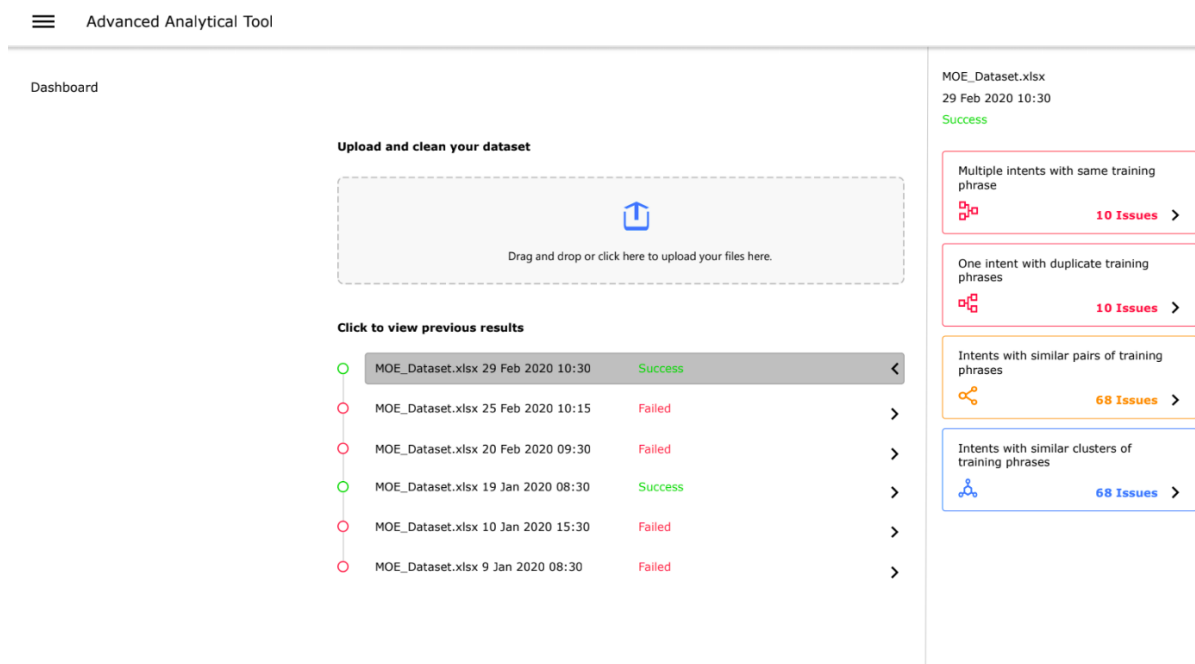 Advanced Analytical Tool
Dashboard
Upload and clean your dataset
Drag and drop or click here to upload your files here.
Click to view previous results
MOE_Dataset.xlsx 29 Feb 2020 10:30 Success
MOE_Dataset.xlsx 25 Feb 2020 10:15 Failed
MOE_Dataset.xlsx 20 Feb 2020 09:30 Failed
MOE_Dataset.xlsx 19 Jan 2020 08:30 Success
MOE_Dataset.xlsx 10 Jan 2020 15:30 Failed
MOE_Dataset.xlsx 9 Jan 2020 08:30 Failed
MOE_Dataset.xlsx
29 Feb 2020 10:30
Success
Multiple intents with same training
phrase
10 Issues
One intent with duplicate training
phrases
10 Issues
Intents with similar pairs of training
phrases
68 Issues
Intents with similar clusters of
training phrases
68 Issues